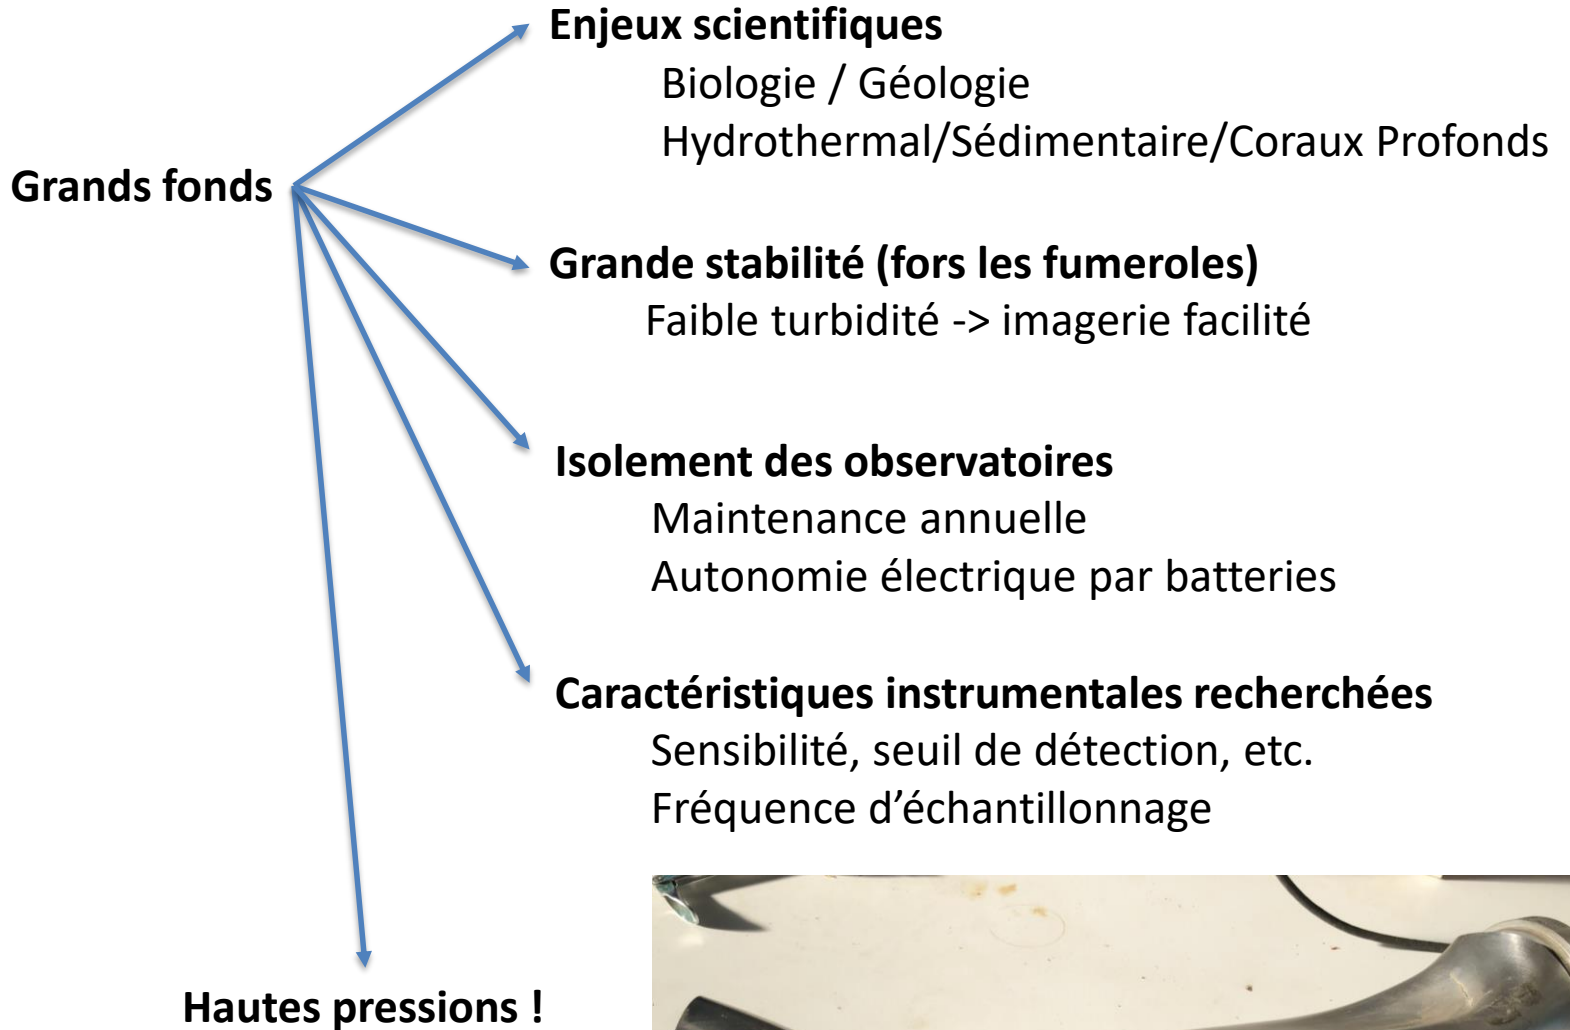 Enjeux scientifiques
Biologie / Géologie
Hydrothermal/Sédimentaire/Coraux Profonds
Grands fonds
Grande stabilité (fors les fumeroles)
Faible turbidité -> imagerie facilité
Isolement des observatoires
Maintenance annuelle
Autonomie électrique par batteries
Caractéristiques instrumentales recherchées
Sensibilité, seuil de détection, etc.
Fréquence d’échantillonnage
Hautes pressions !